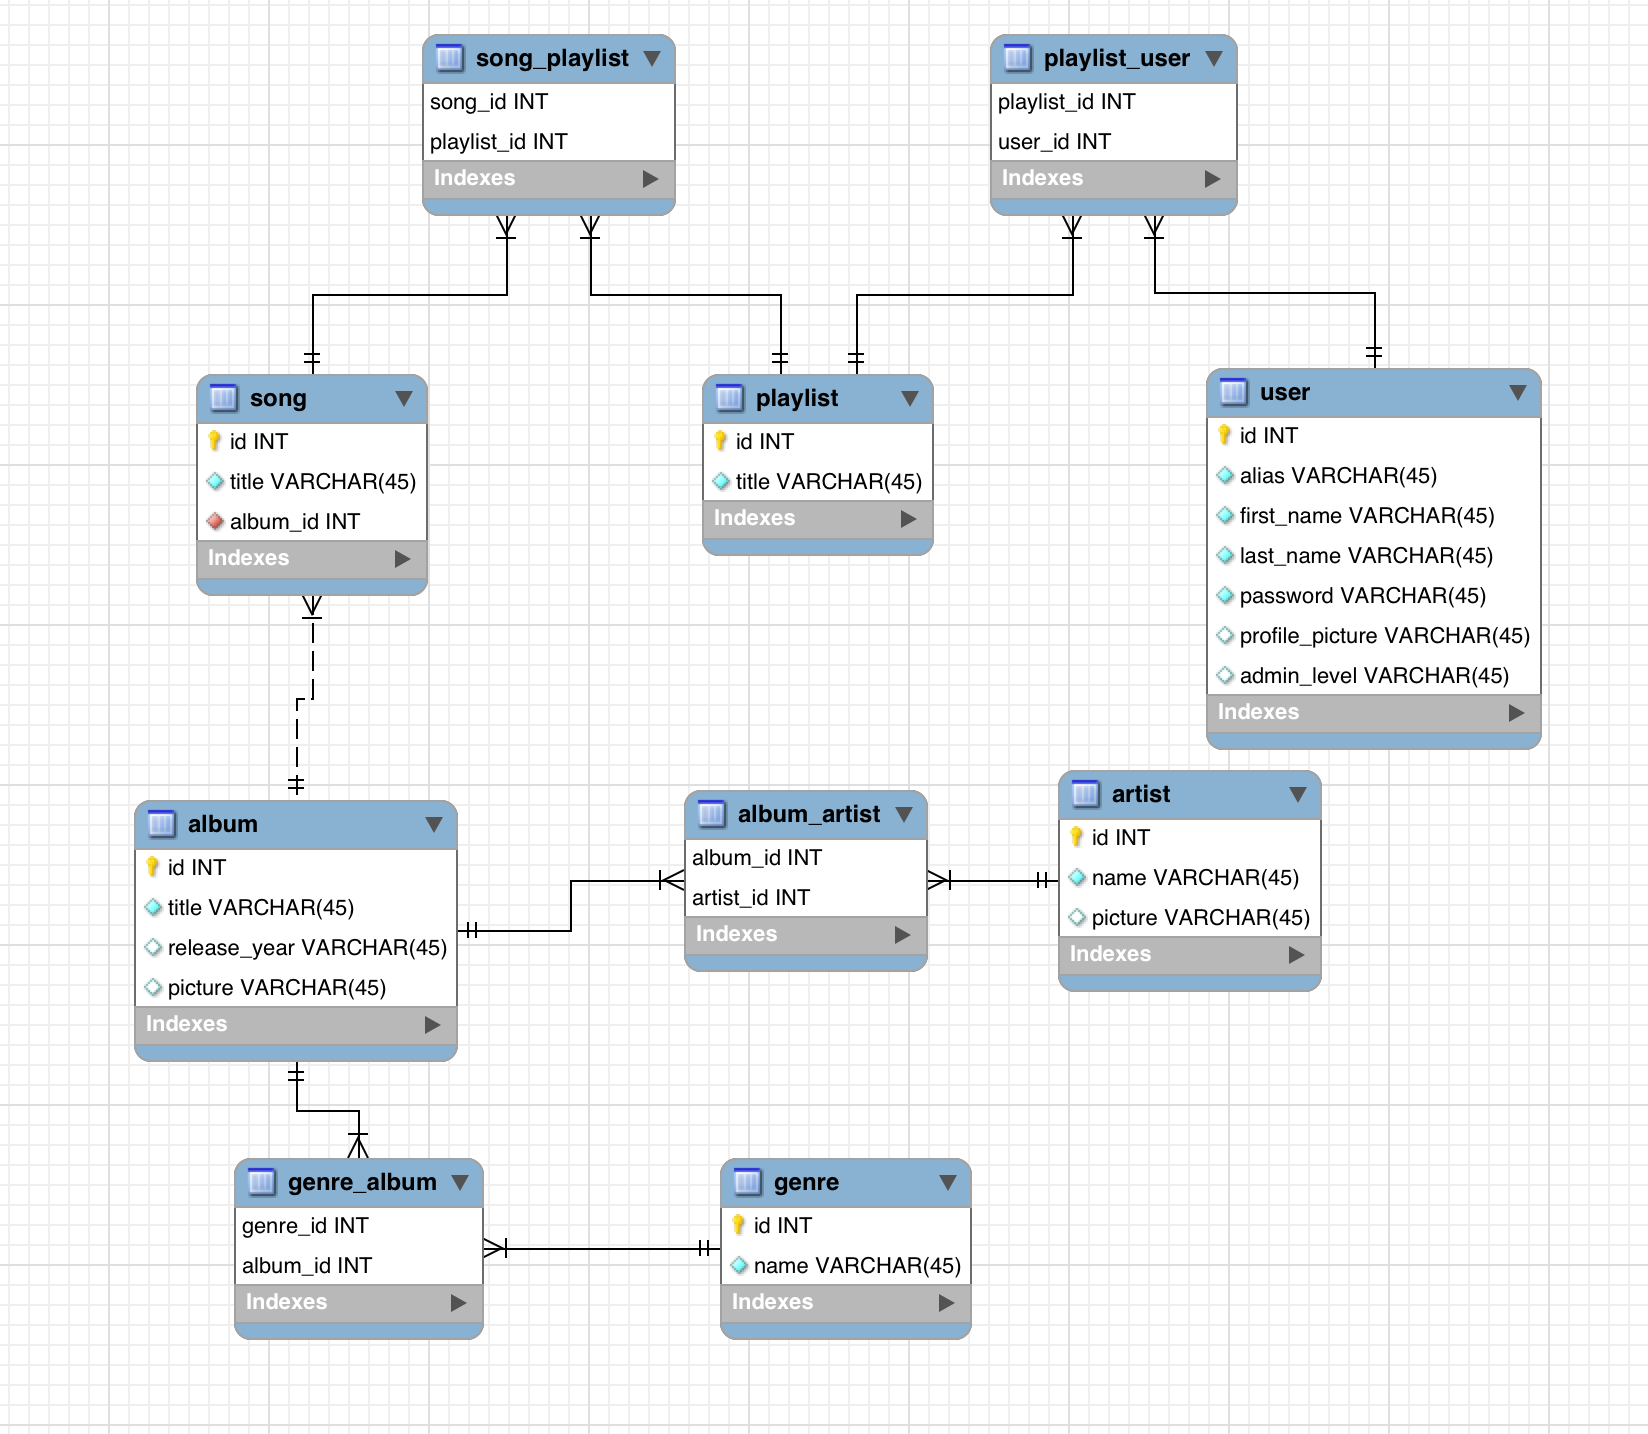 song_playlist
song_id INT
playlist_id INT
Indexes
playlist_user
playlist_id INT
user_id INT
Indexes
song
id INT
title VARCHAR(45)
album_id INT
Indexes
playlist
id INT
title VARCHAR(45)
Indexes
user
id INT
alias VARCHAR(45)
first_name VARCHAR(45)
last_name VARCHAR(45)
password VARCHAR(45)
profile_picture VARCHAR(45)
admin_level VARCHAR(45)
Indexes
album
id INT
title VARCHAR(45)
release_year VARCHAR(45)
picture VARCHAR(45)
Indexes
album_artist
album_id INT
artist_id INT
Indexes
artist
id INT
name VARCHAR(45)
picture VARCHAR(45)
Indexes
genre_album
genre_id INT
album_id INT
Indexes
genre
id INT
name VARCHAR(45)
Indexes